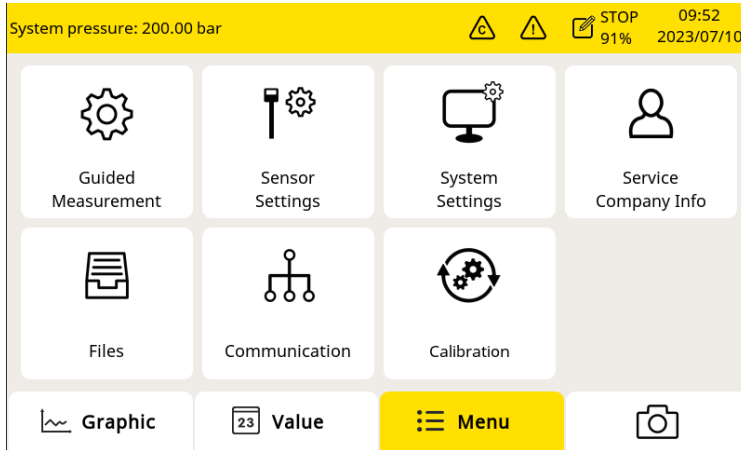 System pressure: 200.00 bar
C
!
STOP
91%
09:52
2023/07/10
Guided
Measurement
Sensor
Settings
System
Settings
Service
Company Info
Files
Communication
Calibration
Graphic
23
Value
Menu